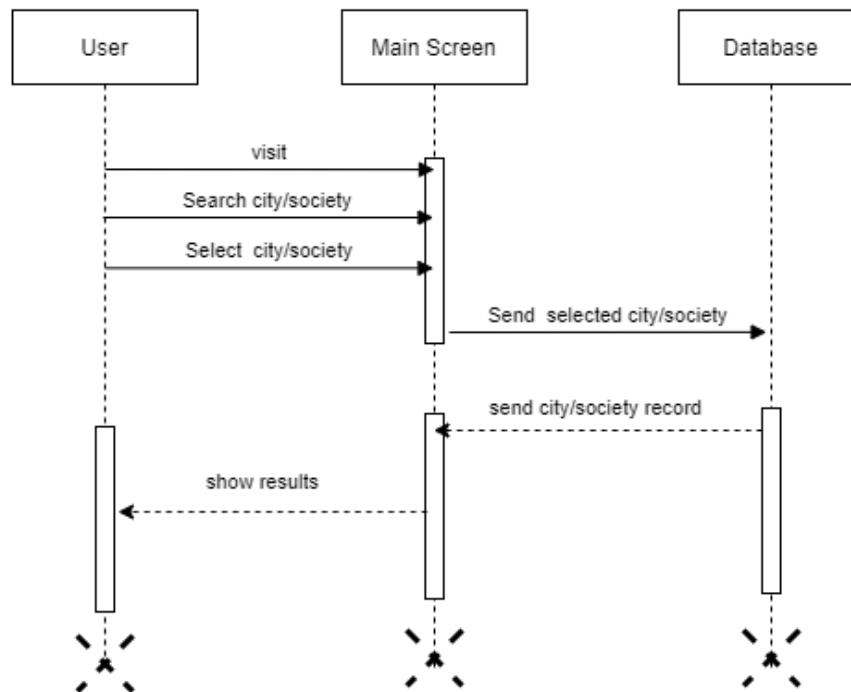 User
Main Screen
Database
visit
Search city/society
Select city/society
Send selected city/society
send city/society record
show results